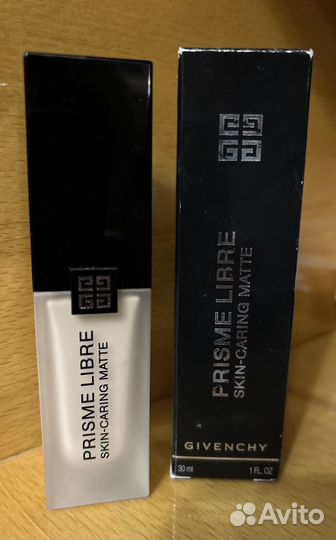 PRISME LIBRE
SKIN-CARING MATTE
PRISME LIBRE
SKIN-CARING MATTE
GIVENCHY
30 ml 1 FL. OZ
Avito